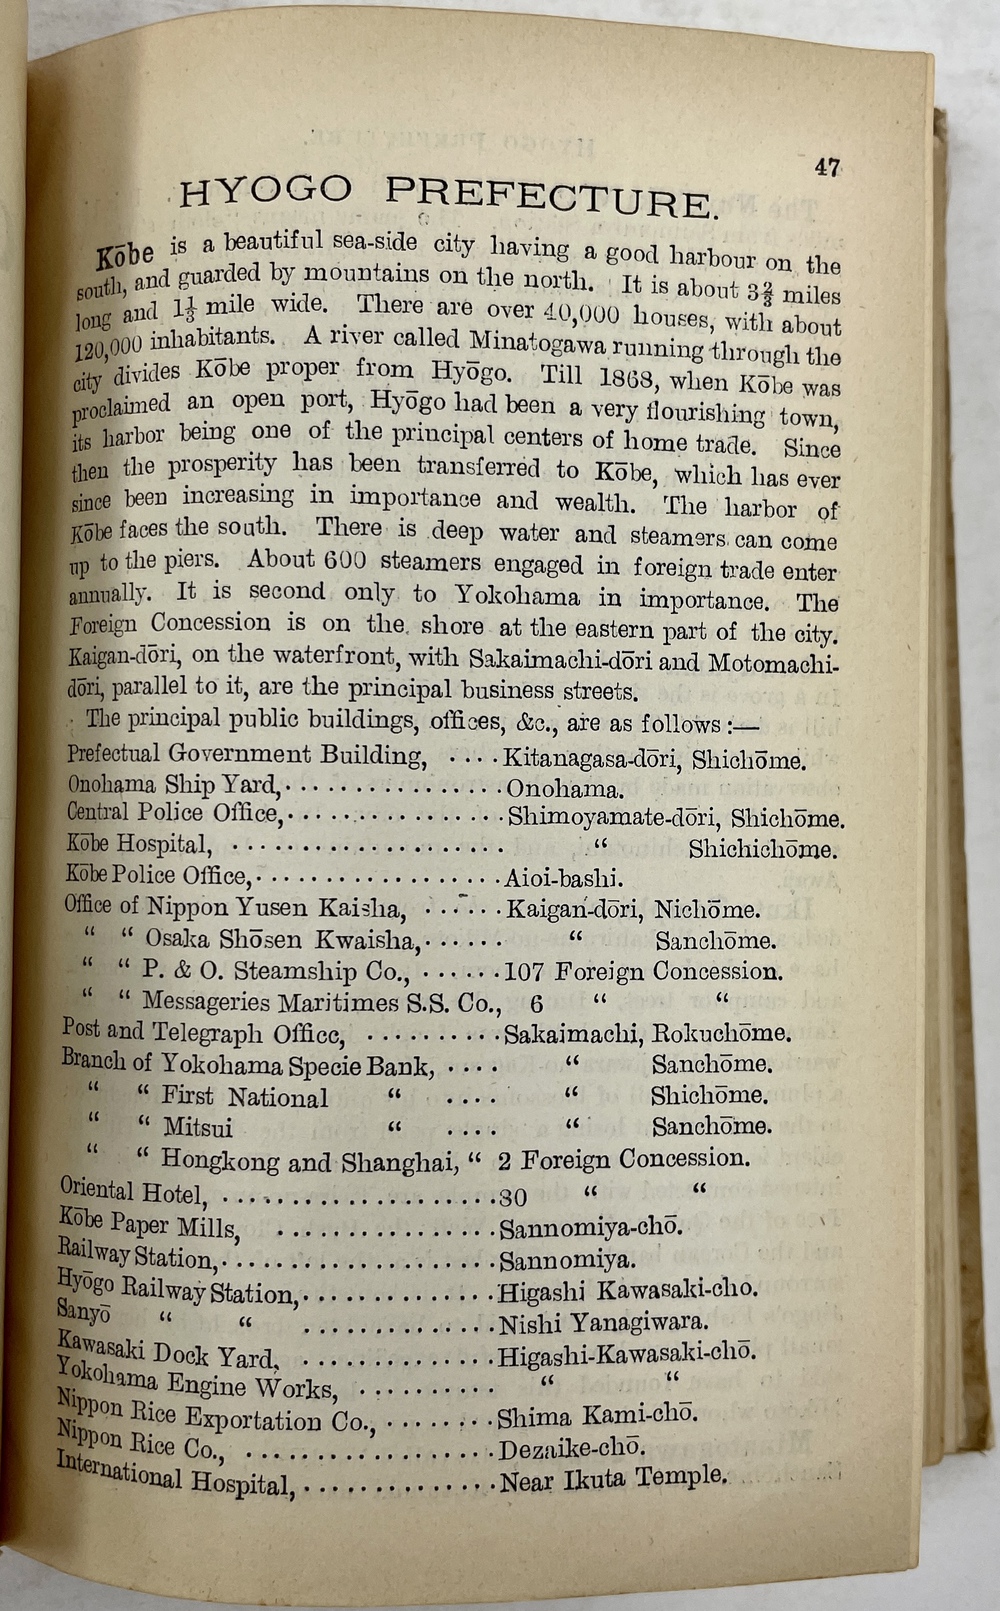 47
HYOGO PREFECTURE.
Kōbe is a beautiful sea-side city having a good harbour on the
south, and guarded by mountains on the north. It is about 3⅔ miles
long and 1⅓ mile wide. There are over 40,000 houses, with about
120,000 inhabitants. A river called Minatogawa running through the
city divides Kōbe proper from Hyōgo. Till 1868, when Kōbe was
proclaimed an open port, Hyōgo had been a very flourishing town,
its harbor being one of the principal centers of home trade. Since
then the prosperity has been transferred to Kōbe, which has ever
since been increasing in importance and wealth. The harbor of
Kōbe faces the south. There is deep water and steamers can come
up to the piers. About 600 steamers engaged in foreign trade enter
annually. It is second only to Yokohama in importance. The
Foreign Concession is on the shore at the eastern part of the city.
Kaigan-dōri, on the waterfront, with Sakaimachi-dōri and Motomachi-
dōri, parallel to it, are the principal business streets.
The principal public buildings, offices, &c., are as follows:—
Prefectual Government Building, ....Kitanagasa-dōri, Shichōme.
Onohama Ship Yard,................Onohama.
Central Police Office,................Shimoyamate-dōri, Shichōme.
Kōbe Hospital, .................... “ Shichichōme.
Kōbe Police Office,..................Aioi-bashi.
Office of Nippon Yusen Kaisha, ......Kaigan-dōri, Nichōme.
“ “ Osaka Shōsen Kwaisha,...... “ Sanchōme.
“ “ P. & O. Steamship Co., ......107 Foreign Concession.
“ “ Messageries Maritimes S.S. Co., 6 “ “
Post and Telegraph Office, ..........Sakaimachi, Rokuchōme.
Branch of Yokohama Specie Bank, .... “ Sanchōme.
“ “ First National “ .... “ Shichōme.
“ “ Mitsui “ .... “ Sanchōme.
“ “ Hongkong and Shanghai, “ 2 Foreign Concession.
Oriental Hotel, ....................80 “ “
Kōbe Paper Mills, ................Sannomiya-chō.
Railway Station,....................Sannomiya.
Hyōgo Railway Station,..............Higashi Kawasaki-cho.
Sanyō “ “ ..............Nishi Yanagiwara.
Kawasaki Dock Yard, ..............Higashi-Kawasaki-chō.
Yokohama Engine Works, .......... “ “
Nippon Rice Exportation Co., ........Shima Kami-chō.
Nippon Rice Co., ..................Dezaike-chō.
International Hospital,..............Near Ikuta Temple.